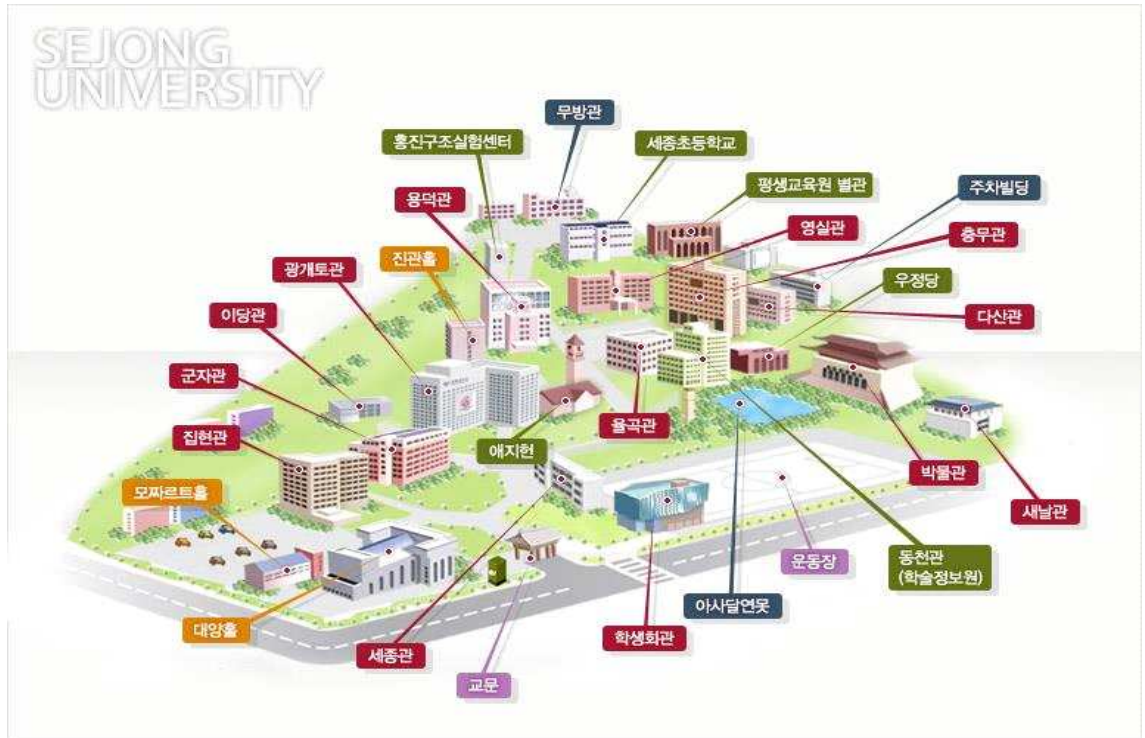 SEJONG
UNIVERSITY
무방관
홍진구조실험센터
세종초등학교
용덕관
평생교육원 별관
주차빌딩
영실관
충무관
진관홀
광개토관
우정당
이당관
다산관
군자관
집현관
애지헌
율곡관
박물관
모짜르트홀
새날관
운동장
동천관
(학술정보원)
아사달연못
대양홀
학생회관
세종관
교문